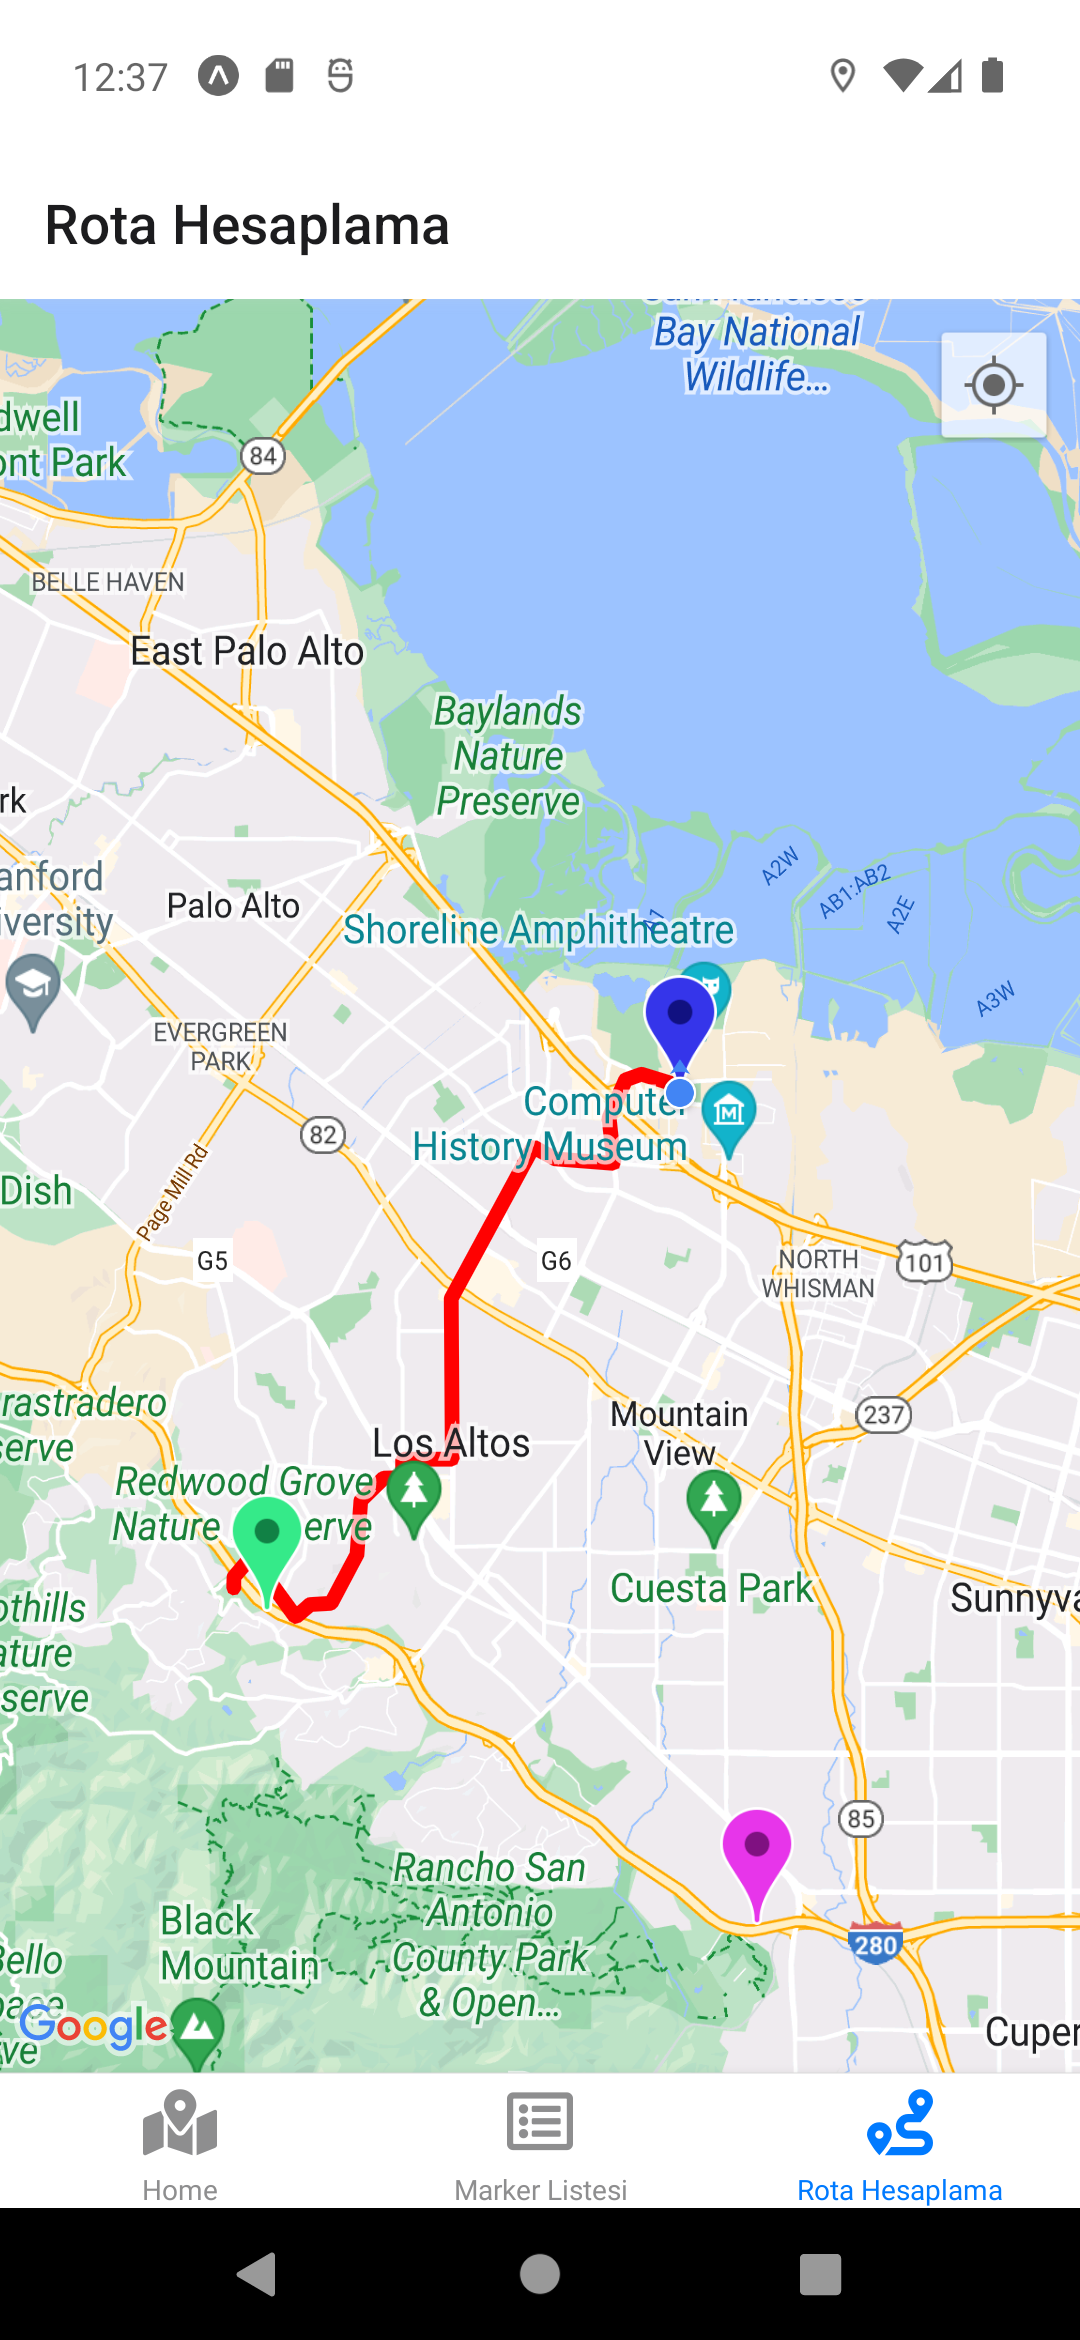 12:37
Rota Hesaplama
Bay National
Wildlife...
dwell
ont Park
84
BELLE HAVEN
East Palo Alto
Baylands
Nature
Preserve
rk
anford
iversity
Palo Alto
A2W
AB1:AB2
A2E
A1
Shoreline Amphitheatre
A3W
EVERGREEN
PARK
Computer
History Museum
82
Page Mill Rd
Dish
G5
G6
NORTH
WHISMAN
101
rastradero
serve
Los Altos
Mountain
View
237
Redwood Grove
Nature erve
Cuesta Park
Sunnyva
othills
ature
serve
85
Rancho San
Antonio
County Park
& Open...
Black
Mountain
280
Bello
pace
ve
Google
Cuper
Home
Marker Listesi
Rota Hesaplama